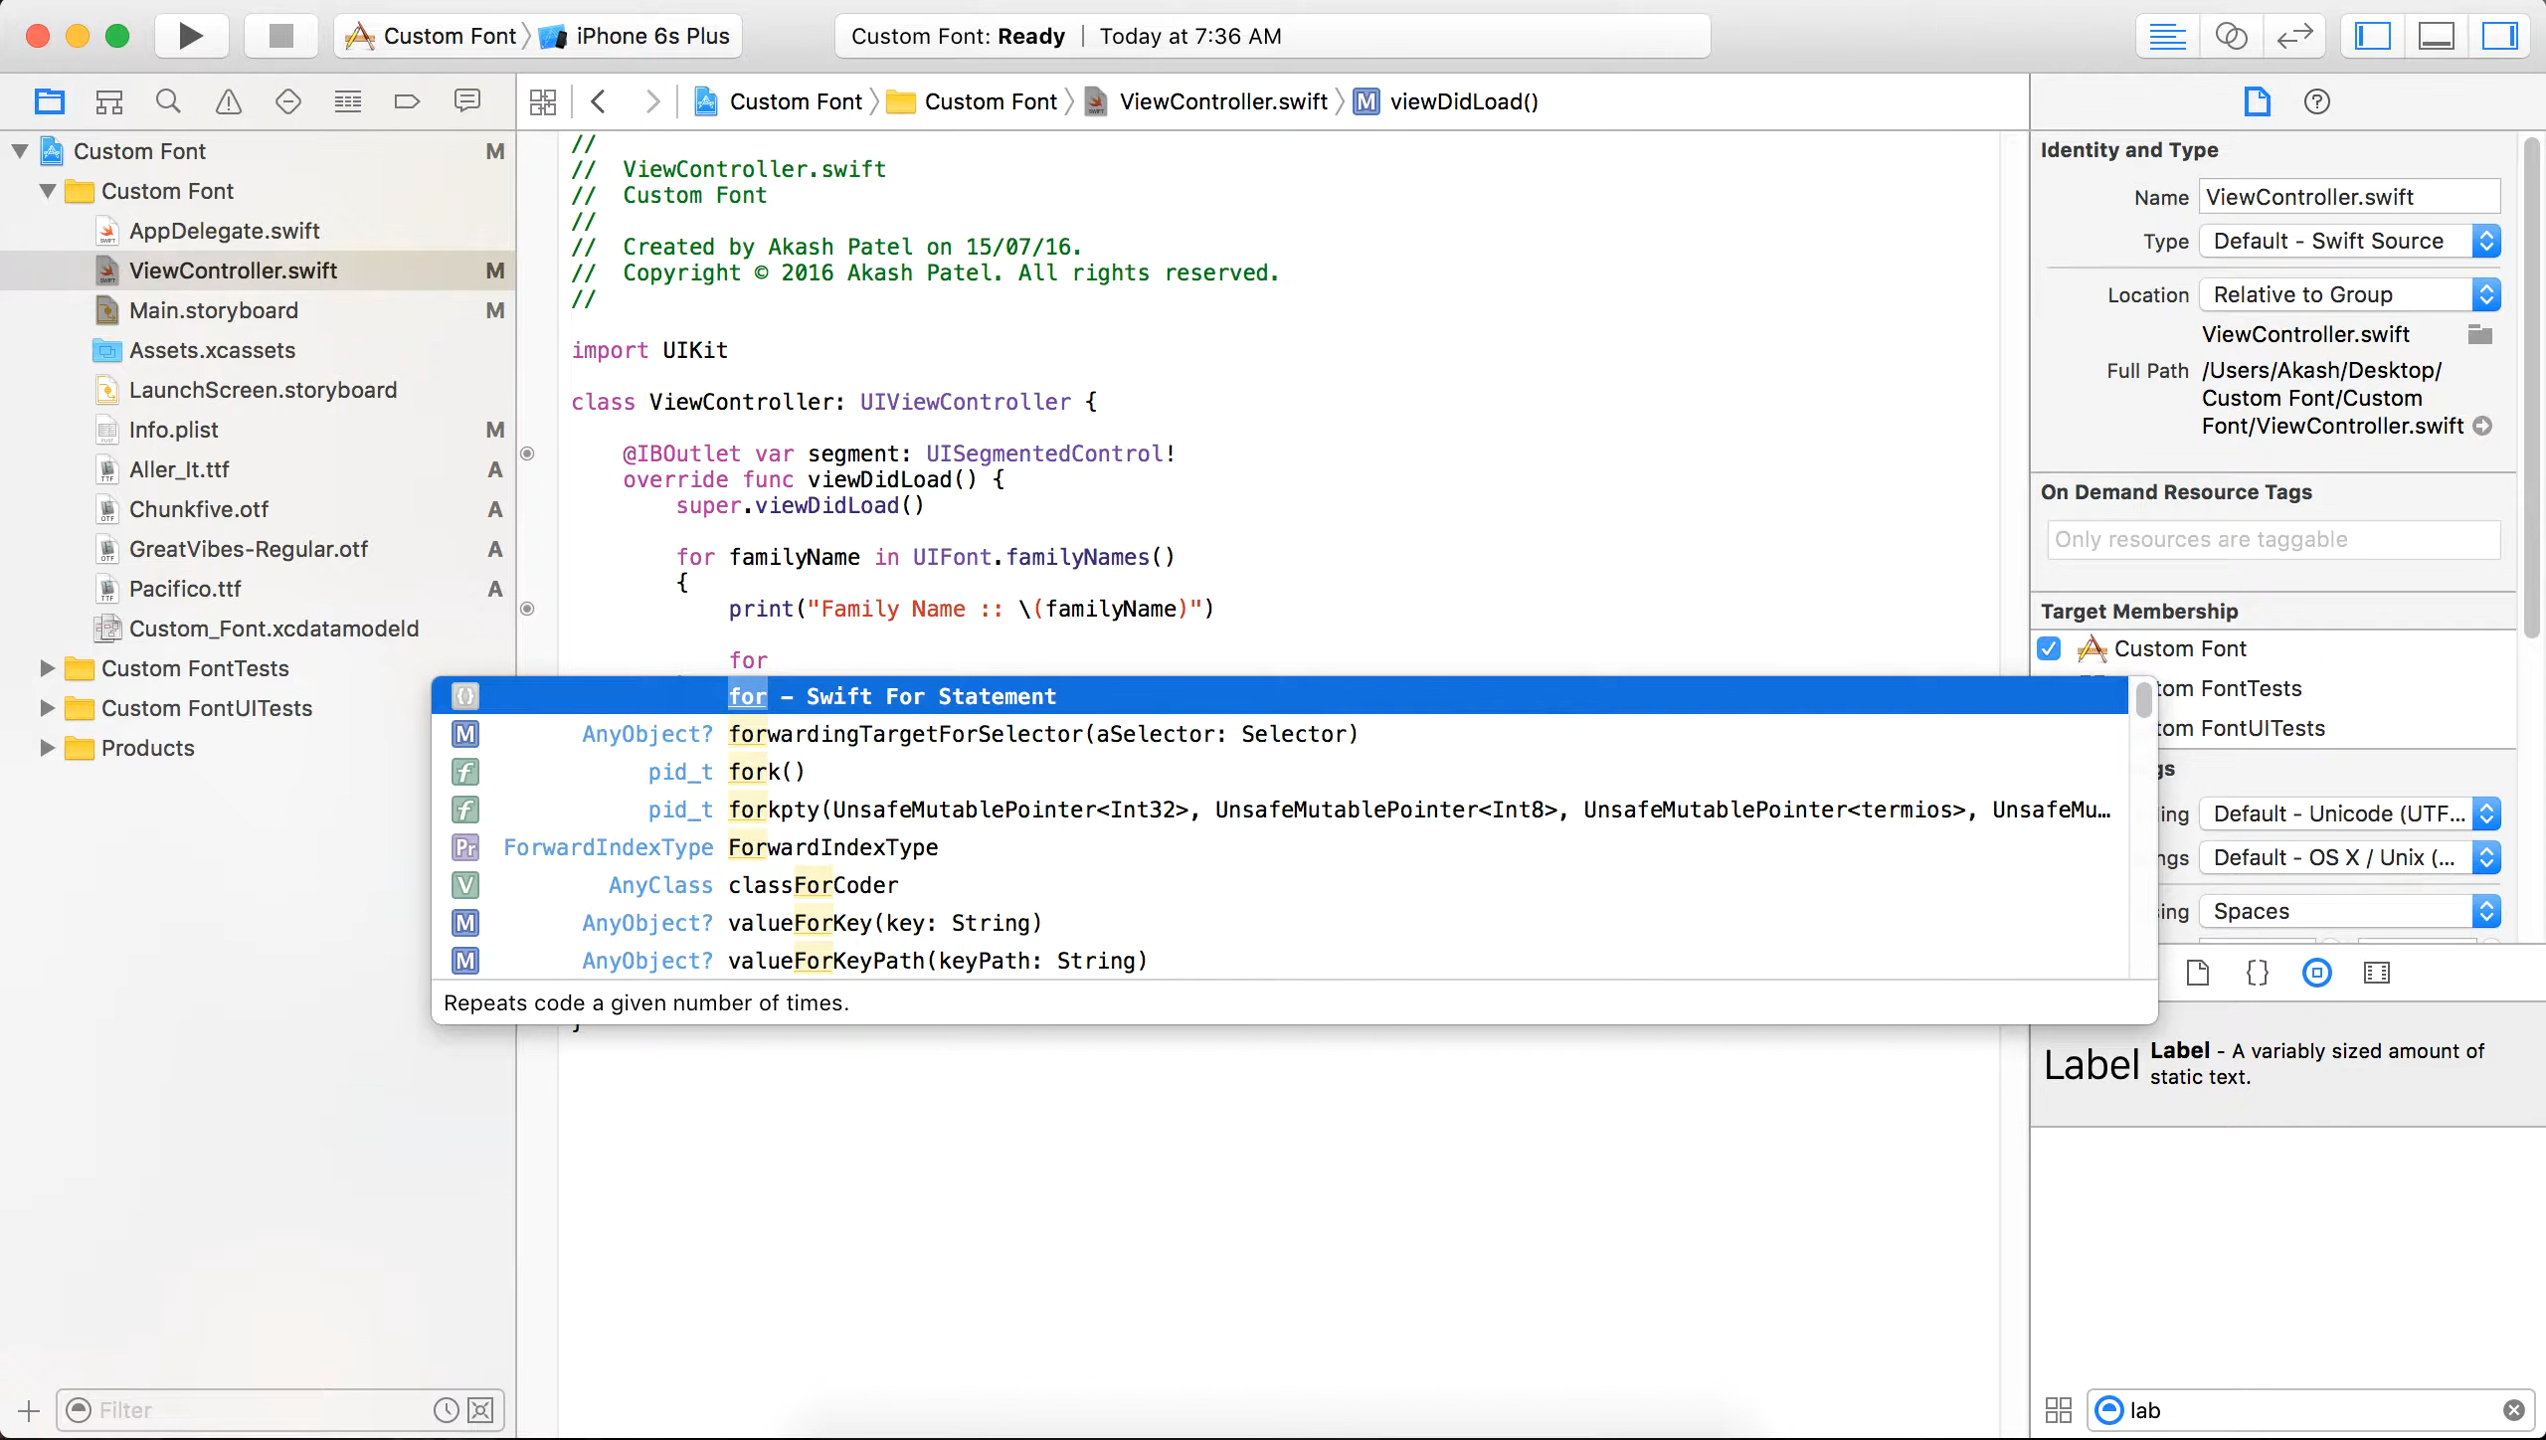 Custom Font
iPhone 6s Plus
Custom Font: Ready
Today at 7:36 AM
Custom Font
Custom Font
ViewController.swift
M
viewDidLoad()
Custom Font M
Custom Font
AppDelegate.swift
ViewController.swift M
Main.storyboard M
Assets.xcassets
LaunchScreen.storyboard
Info.plist M
Aller_lt.ttf A
Chunkfive.otf A
GreatVibes-Regular.otf A
Pacifico.ttf A
Custom_Font.xcdatamodeld
Custom FontTests
Custom FontUITests
Products
Filter
//
// ViewController.swift
// Custom Font
//
// Created by Akash Patel on 15/07/16.
// Copyright © 2016 Akash Patel. All rights reserved.
//
import UIKit
class ViewController: UIViewController {
@IBOutlet var segment: UISegmentedControl!
override func viewDidLoad() {
super.viewDidLoad()
for familyName in UIFont.familyNames()
{
print("Family Name :: \(familyName)")
for
{} for – Swift For Statement
M AnyObject? forwardingTargetForSelector(aSelector: Selector)
f pid_t fork()
f pid_t forkpty(UnsafeMutablePointer<Int32>, UnsafeMutablePointer<Int8>, UnsafeMutablePointer<termios>, UnsafeMu…
Pr ForwardIndexType ForwardIndexType
V AnyClass classForCoder
M AnyObject? valueForKey(key: String)
M AnyObject? valueForKeyPath(keyPath: String)
Repeats code a given number of times.
Identity and Type
Name ViewController.swift
Type Default - Swift Source
Location Relative to Group
ViewController.swift
Full Path /Users/Akash/Desktop/
Custom Font/Custom
Font/ViewController.swift
On Demand Resource Tags
Only resources are taggable
Target Membership
Custom Font
tom FontTests
tom FontUITests
gs
ing Default - Unicode (UTF...
ngs Default - OS X / Unix (...
ing Spaces
{}
Label Label - A variably sized amount of
static text.
lab